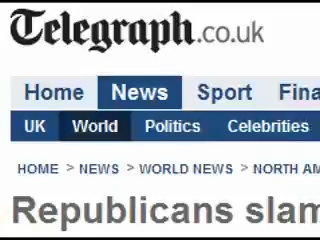 Telegraph.co.uk
Home News Sport Fina
UK World Politics Celebrities
HOME > NEWS > WORLD NEWS > NORTH AM
Republicans slam